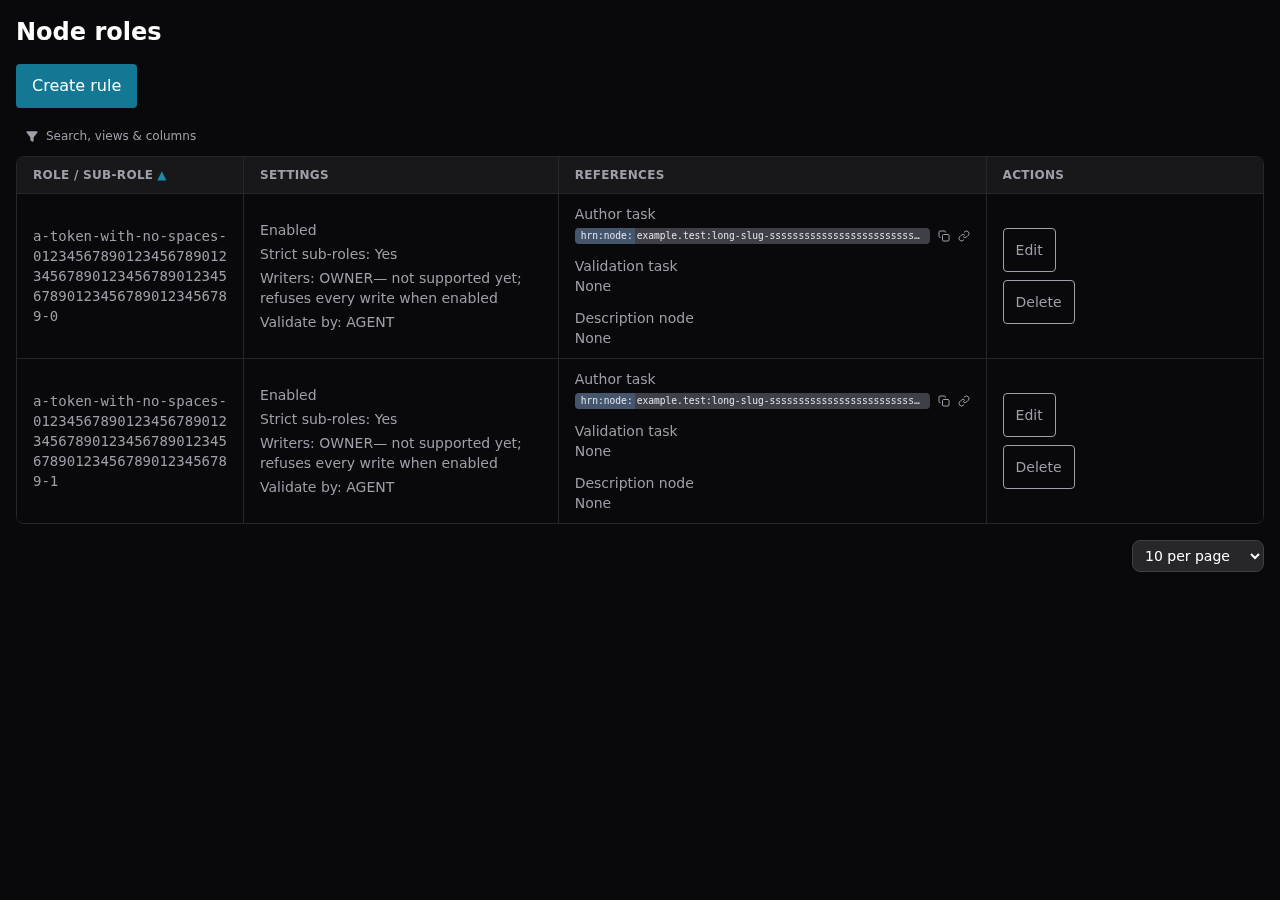 Node roles
Create rule
Search, views & columns
ROLE / SUB-ROLE ▲ SETTINGS REFERENCES ACTIONS
a-token-with-no-spaces-
01234567890123456789012
34567890123456789012345
67890123456789012345678
9-0
Enabled
Strict sub-roles: Yes
Writers: OWNER— not supported yet;
refuses every write when enabled
Validate by: AGENT
Author task
hrn:node: example.test:long-slug-sssssssssssssssssssssssss…
Validation task
None
Description node
None
Edit
Delete
a-token-with-no-spaces-
01234567890123456789012
34567890123456789012345
67890123456789012345678
9-1
Enabled
Strict sub-roles: Yes
Writers: OWNER— not supported yet;
refuses every write when enabled
Validate by: AGENT
Author task
hrn:node: example.test:long-slug-sssssssssssssssssssssssss…
Validation task
None
Description node
None
Edit
Delete
10 per page